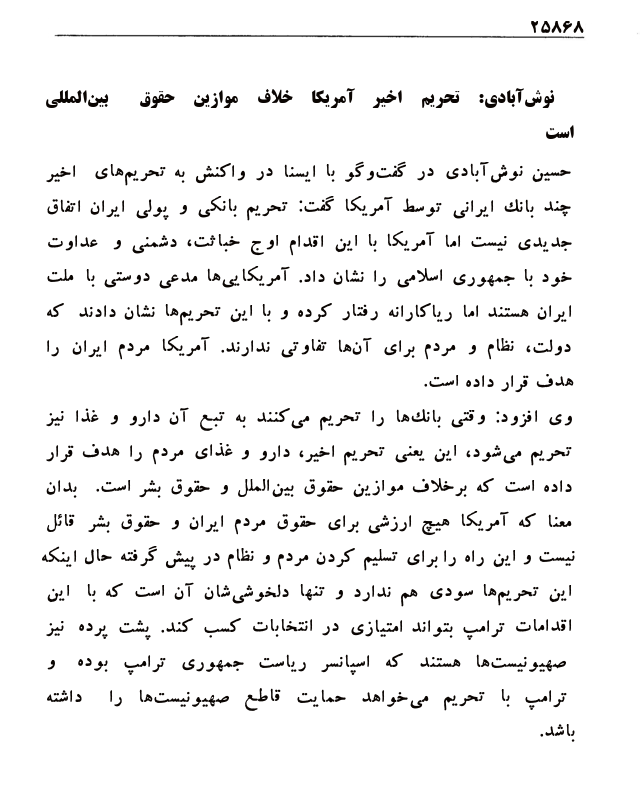 ۲۵۸۶۸
نوش‌آبادی: تحریم اخیر آمریکا خلاف موازین حقوق بین‌المللی
است
حسین نوش‌آبادی در گفت‌وگو با ایسنا در واکنش به تحریم‌های اخیر
چند بانك ایرانی توسط آمریکا گفت: تحریم بانکی و پولی ایران اتفاق
جدیدی نیست اما آمریکا با این اقدام اوج خباثت، دشمنی و عداوت
خود با جمهوری اسلامی را نشان داد. آمریکایی‌ها مدعی دوستی با ملت
ایران هستند اما ریاکارانه رفتار کرده و با این تحریم‌ها نشان دادند که
دولت، نظام و مردم برای آن‌ها تفاوتی ندارند. آمریکا مردم ایران را
هدف قرار داده است.
وی افزود: وقتی بانك‌ها را تحریم می‌کنند به تبع آن دارو و غذا نیز
تحریم می‌شود، این یعنی تحریم اخیر، دارو و غذای مردم را هدف قرار
داده است که برخلاف موازین حقوق بین‌الملل و حقوق بشر است. بدان
معنا که آمریکا هیچ ارزشی برای حقوق مردم ایران و حقوق بشر قائل
نیست و این راه را برای تسلیم کردن مردم و نظام در پیش گرفته حال اینکه
این تحریم‌ها سودی هم ندارد و تنها دلخوشی‌شان آن است که با این
اقدامات ترامپ بتواند امتیازی در انتخابات کسب کند. پشت پرده نیز
صهیونیست‌ها هستند که اسپانسر ریاست جمهوری ترامپ بوده و
ترامپ با تحریم می‌خواهد حمایت قاطع صهیونیست‌ها را داشته
باشد.